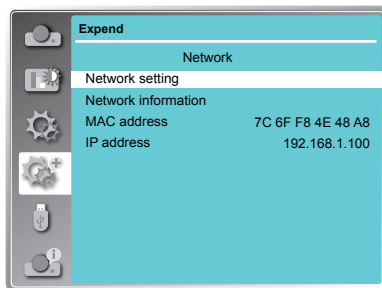 Expend
Network
Network setting
Network information
MAC address 7C 6F F8 4E 48 A8
IP address 192.168.1.100